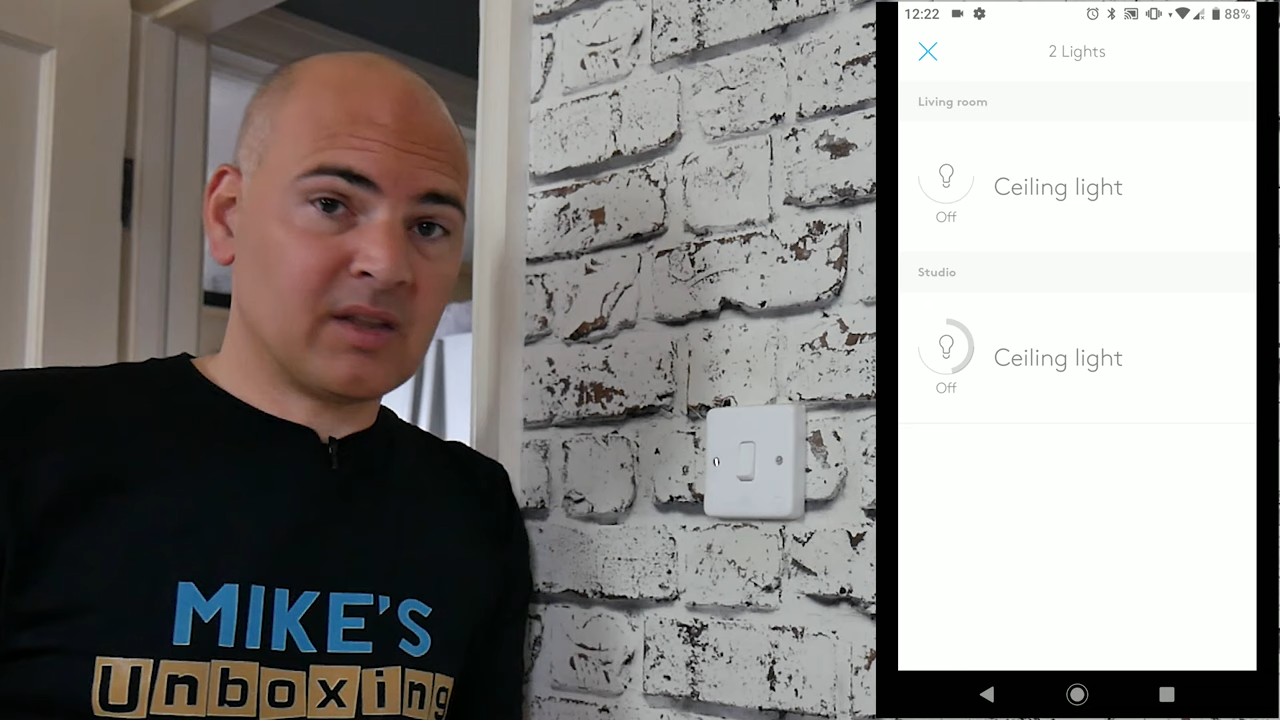 MIKE'S
Unboxing
12:22
88%
2 Lights
Living room
Ceiling light
Off
Studio
Ceiling light
Off